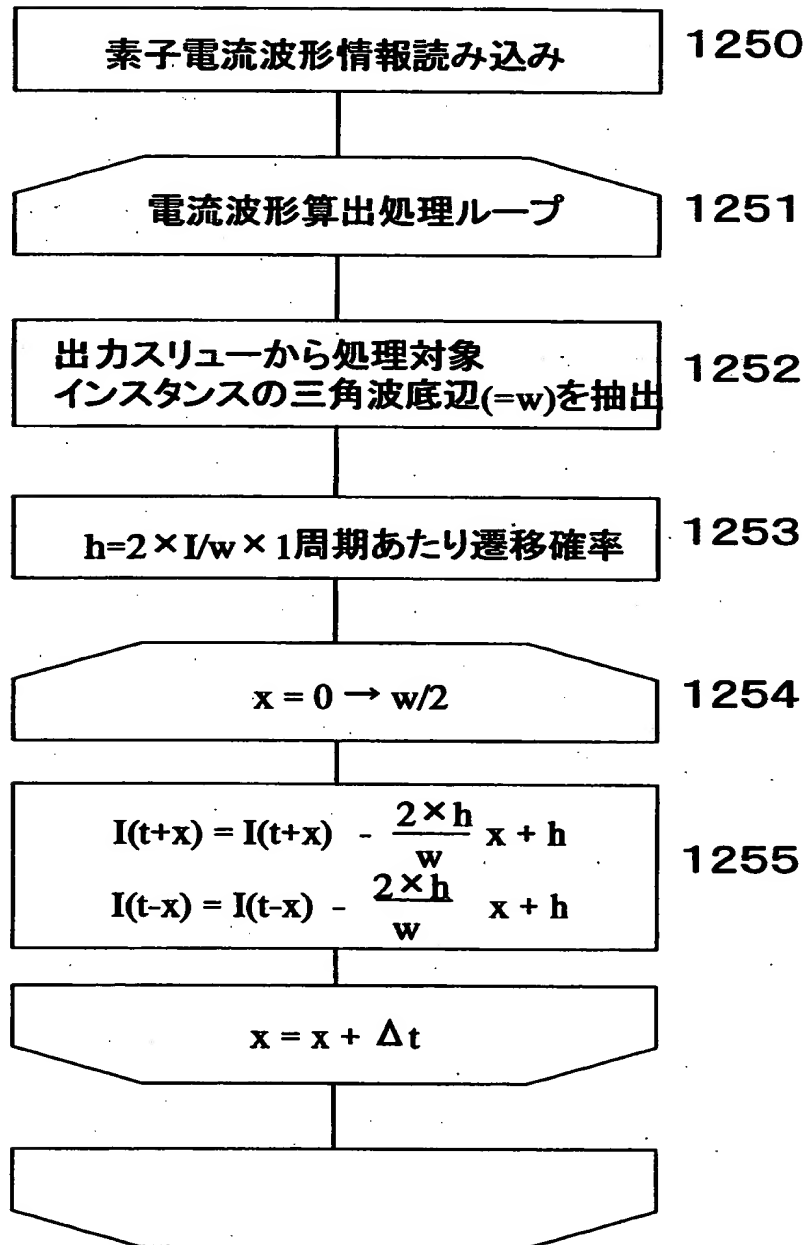 素子電流波形情報読み込み 1250
電流波形算出処理ループ 1251
出力スリューから処理対象
インスタンスの三角波底辺(=w)を抽出 1252
h=2×I/w×1周期あたり遷移確率 1253
x = 0 → w/2 1254
I(t+x) = I(t+x) - \frac{2×h}{w} x + h
I(t-x) = I(t-x) - \frac{2×h}{w} x + h 1255
x = x + Δt